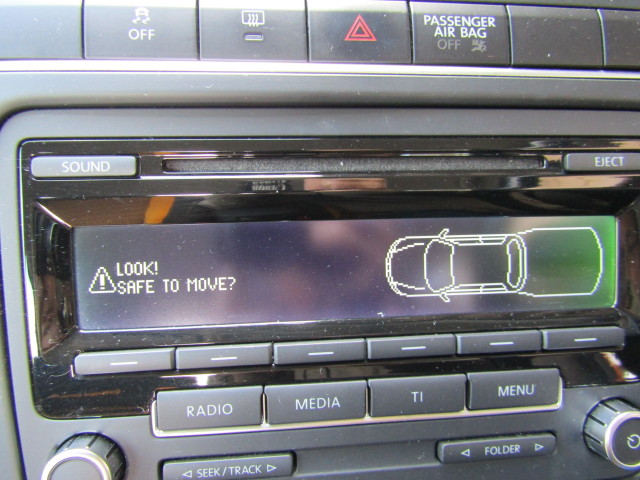 OFF
PASSENGER
AIR BAG
OFF
SOUND
EJECT
LOOK!
SAFE TO MOVE?
RADIO
MEDIA
TI
MENU
SEEK/TRACK
FOLDER